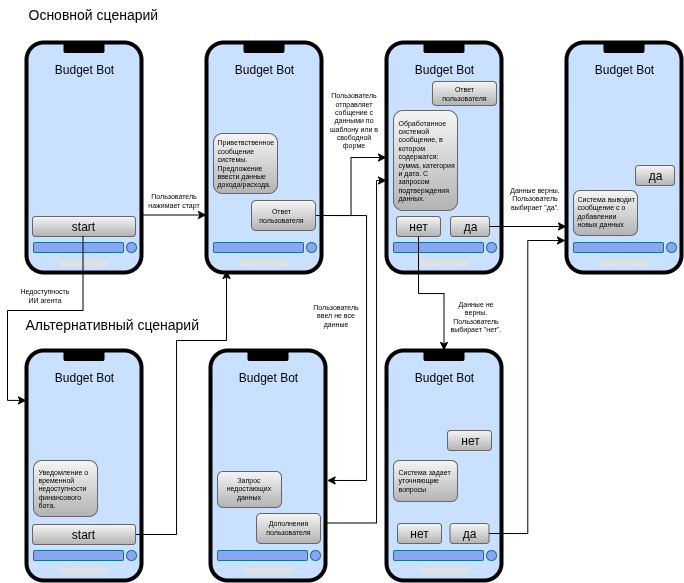 Основной сценарий
Budget Bot
start
Пользователь
нажимает старт
Budget Bot
Приветвственное
сообщение
системы.
Предложение
ввести данные
дохода/расхода.
Ответ
пользователя
Пользователь
отправляет
собщение с
данными по
шаблону или в
свободной
форме
Budget Bot
Ответ
пользователя
Обработанное
системой
сообщение, в
котором
содержатся:
сумма, категория
и дата. С
запросом
подтверждения
данных.
нет
да
Данные верны.
Пользователь
выбирает "да".
Budget Bot
да
Система выводит
сообщение с о
добавлении
новых данных
Недоступность
ИИ агента
Пользователь
ввел не все
данные
Данные не
верны.
Пользователь
выбирает "нет".
Альтернативный сценарий
Budget Bot
Уведомление о
временной
недоступности
финансового
бота.
start
Budget Bot
Запрос
недостающих
данных
Дополнения
пользователя
Budget Bot
нет
Система задает
уточняющие
вопросы
нет
да